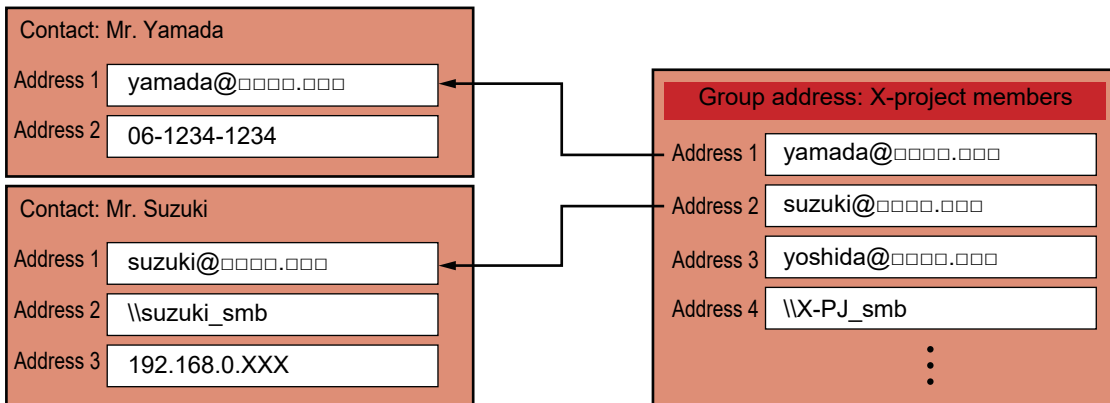 Contact: Mr. Yamada
Address 1 yamada@□□□□.□□□
Address 2 06-1234-1234
Contact: Mr. Suzuki
Address 1 suzuki@□□□□.□□□
Address 2 \\suzuki_smb
Address 3 192.168.0.XXX
Group address: X-project members
Address 1 yamada@□□□□.□□□
Address 2 suzuki@□□□□.□□□
Address 3 yoshida@□□□□.□□□
Address 4 \\X-PJ_smb